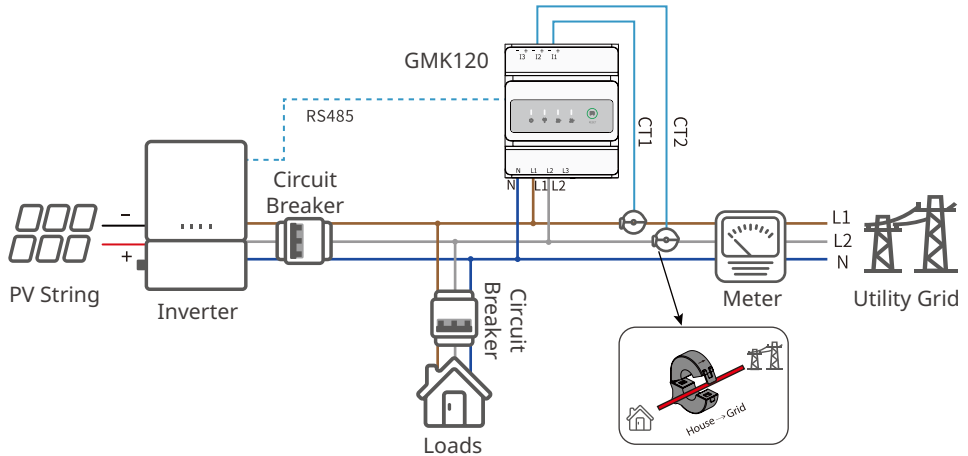 GMK120
- + - + - +
I3 I2 I1
RS485
CT1
CT2
N L1 L2 L3
N L1 L2
Circuit
Breaker
−
+
PV String
Inverter
Circuit
Breaker
Loads
L1
L2
N
Meter
Utility Grid
House→Grid